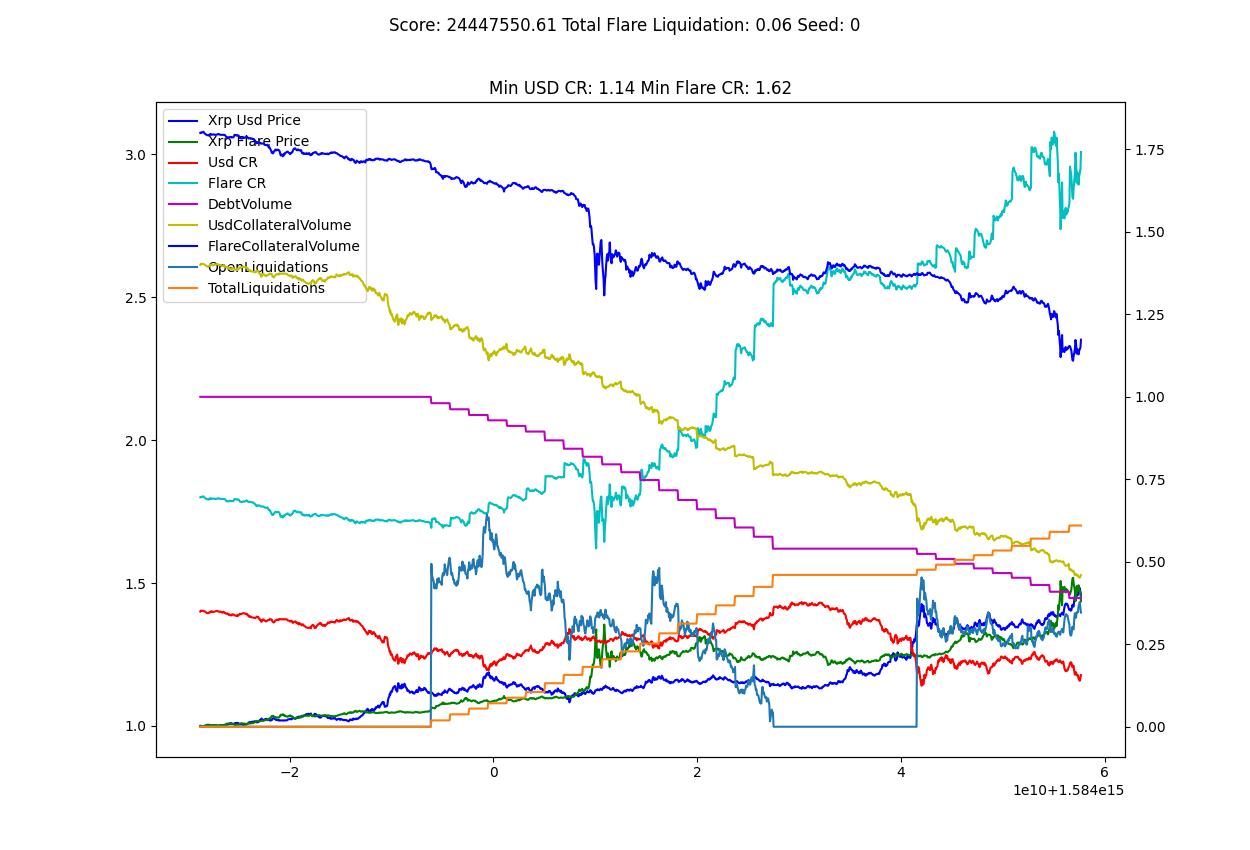 Score: 24447550.61 Total Flare Liquidation: 0.06 Seed: 0
Min USD CR: 1.14 Min Flare CR: 1.62
Xrp Usd Price
Xrp Flare Price
Usd CR
Flare CR
DebtVolume
UsdCollateralVolume
FlareCollateralVolume
OpenLiquidations
TotalLiquidations
3.0
2.5
2.0
1.5
1.0
1.75
1.50
1.25
1.00
0.75
0.50
0.25
0.00
−2
0
2
4
6
1e10+1.584e15